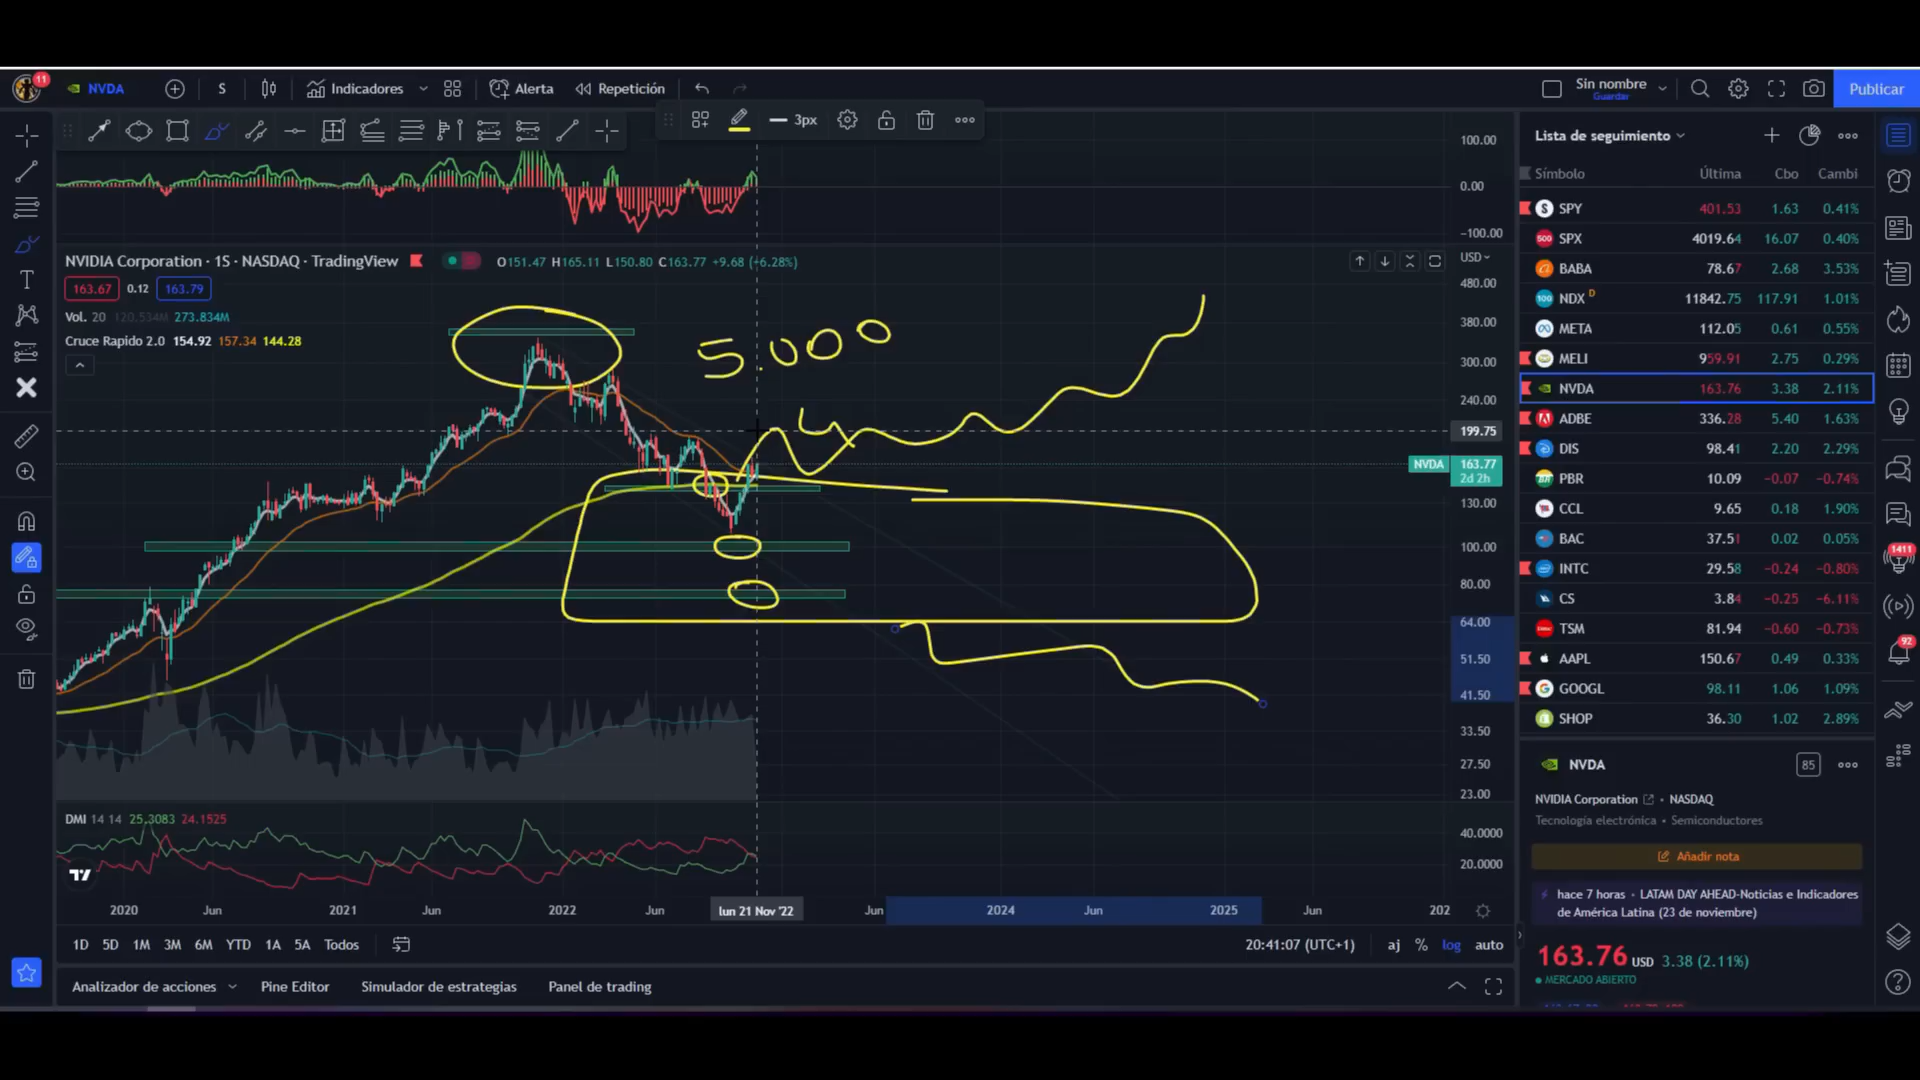 11
NVDA
S
Indicadores
Alerta
Repetición
Sin nombre
Guardar
Publicar
3px
100.00
0.00
−100.00
NVIDIA Corporation · 1S · NASDAQ · TradingView
O151.47 H165.11 L150.80 C163.77 +9.68 (+6.28%)
USD
163.67 0.12 163.79
Vol. 20 120.534M 273.834M
Cruce Rapido 2.0 154.92 157.34 144.28
5.000
480.00
380.00
300.00
240.00
199.75
NVDA 163.77
2d 2h
130.00
100.00
80.00
64.00
51.50
41.50
33.50
27.50
23.00
DMI 14 14 25.3083 24.1525
40.0000
20.0000
2020 Jun 2021 Jun 2022 Jun lun 21 Nov '22 Jun 2024 Jun 2025 Jun 202
1D 5D 1M 3M 6M YTD 1A 5A Todos
20:41:07 (UTC+1) aj % log auto
Analizador de acciones Pine Editor Simulador de estrategias Panel de trading
Lista de seguimiento
Símbolo Última Cbo Cambi
SPY 401.53 1.63 0.41%
500 SPX 4019.64 16.07 0.40%
BABA 78.67 2.68 3.53%
100 NDX D 11842.75 117.91 1.01%
META 112.05 0.61 0.55%
MELI 959.91 2.75 0.29%
NVDA 163.76 3.38 2.11%
ADBE 336.28 5.40 1.63%
DIS 98.41 2.20 2.29%
PBR 10.09 −0.07 −0.74%
CCL 9.65 0.18 1.90%
BAC 37.51 0.02 0.05%
INTC 29.58 −0.24 −0.80%
CS 3.84 −0.25 −6.11%
TSM 81.94 −0.60 −0.73%
AAPL 150.67 0.49 0.33%
GOOGL 98.11 1.06 1.09%
SHOP 36.30 1.02 2.89%
NVDA 85
NVIDIA Corporation • NASDAQ
Tecnología electrónica • Semiconductores
Añadir nota
hace 7 horas • LATAM DAY AHEAD-Noticias e Indicadores
de América Latina (23 de noviembre)
163.76 USD 3.38 (2.11%)
MERCADO ABIERTO
1411
92